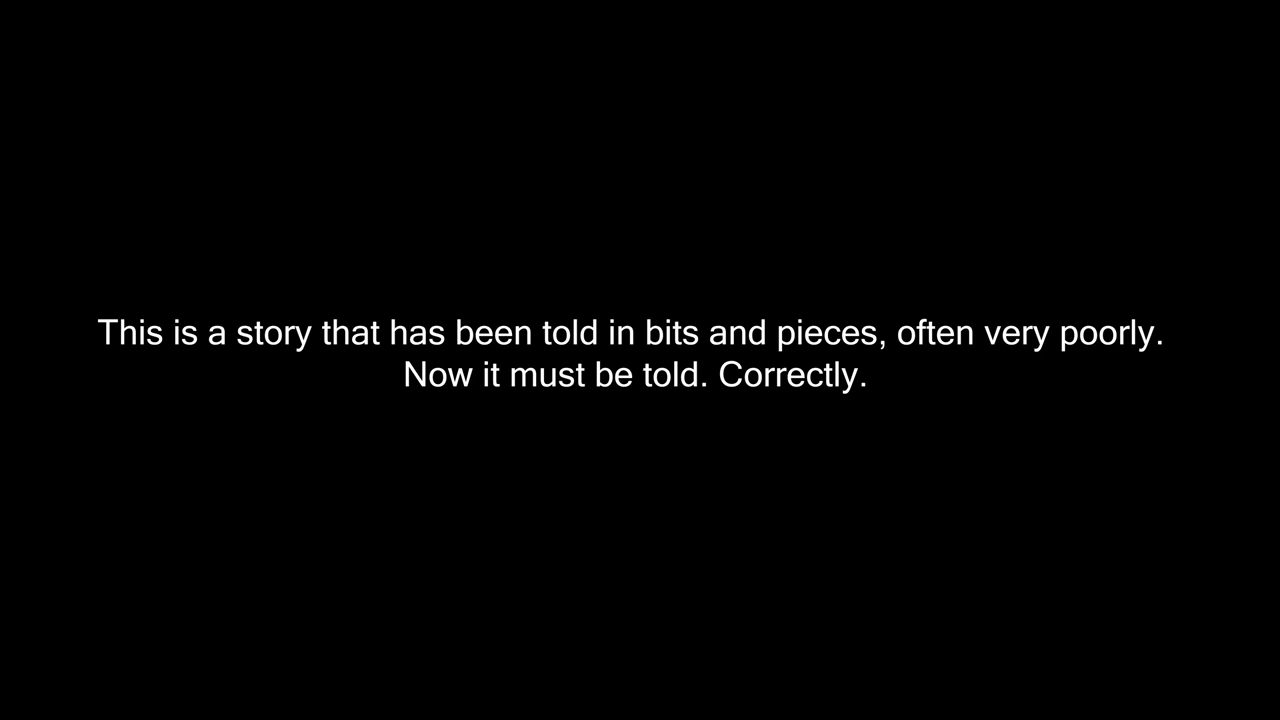 This is a story that has been told in bits and pieces, often very poorly.
Now it must be told. Correctly.